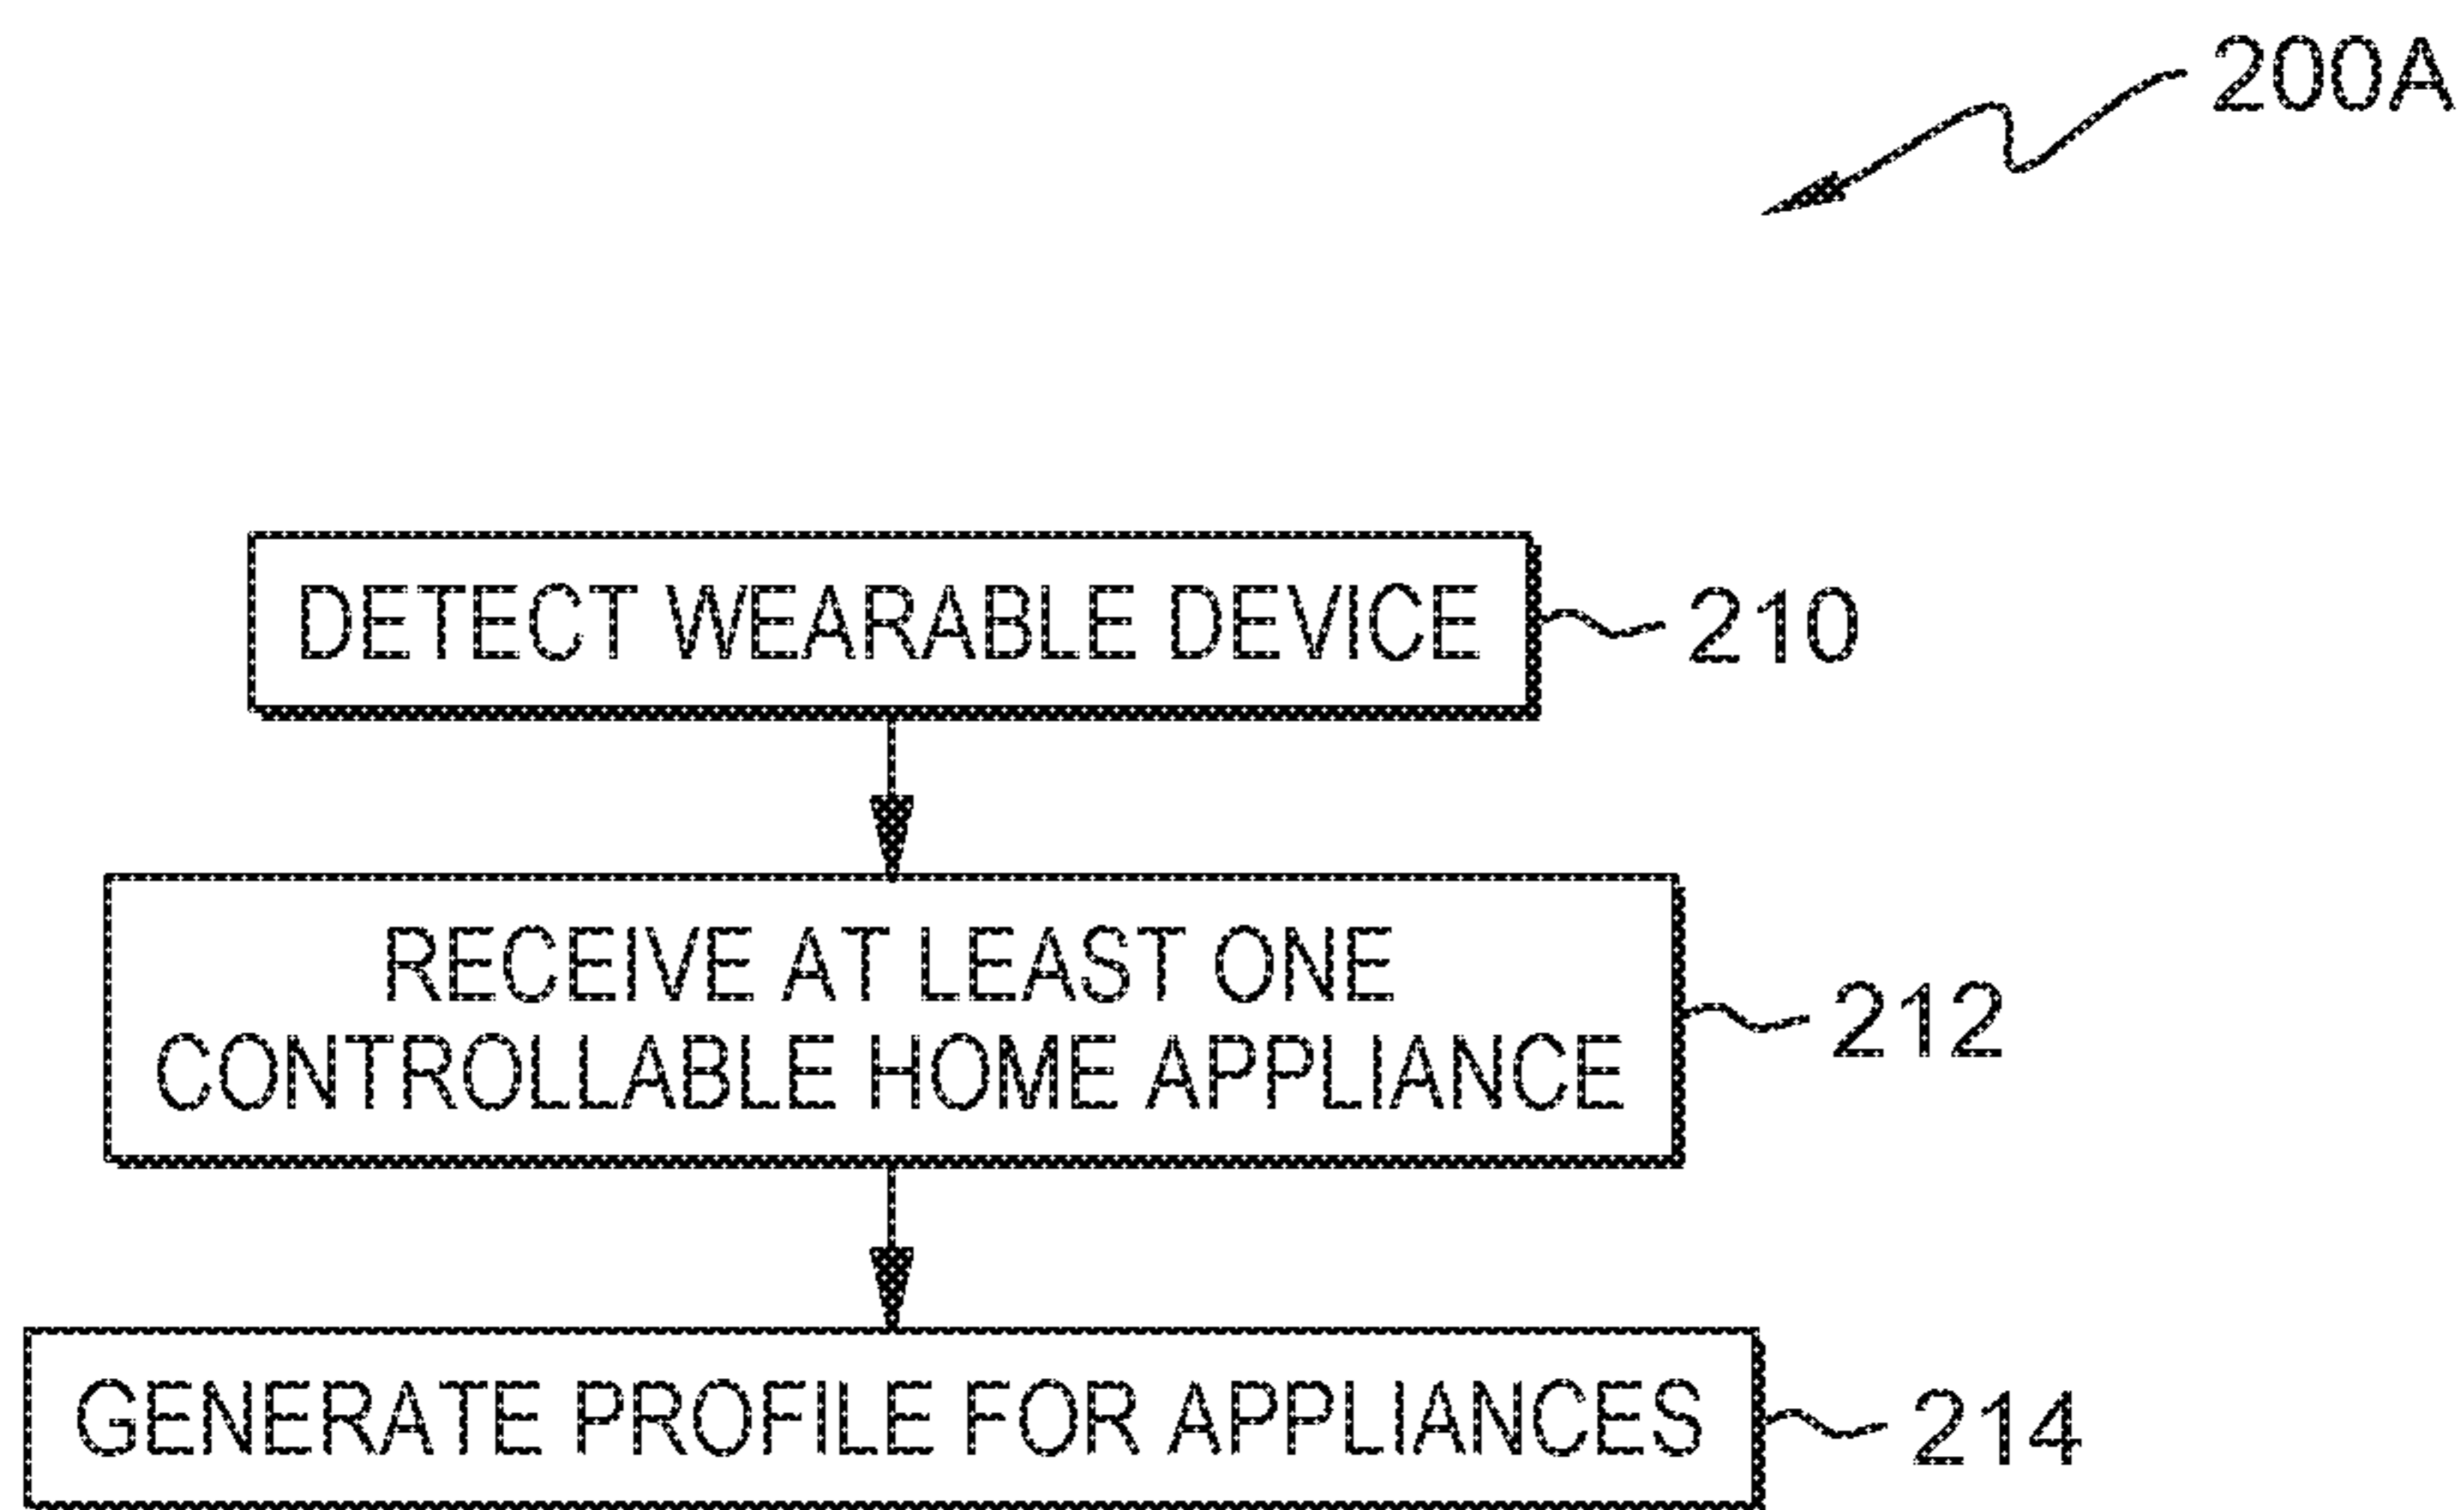 200A
DETECT WEARABLE DEVICE
210
RECEIVE AT LEAST ONE
CONTROLLABLE HOME APPLIANCE
212
GENERATE PROFILE FOR APPLIANCES
214